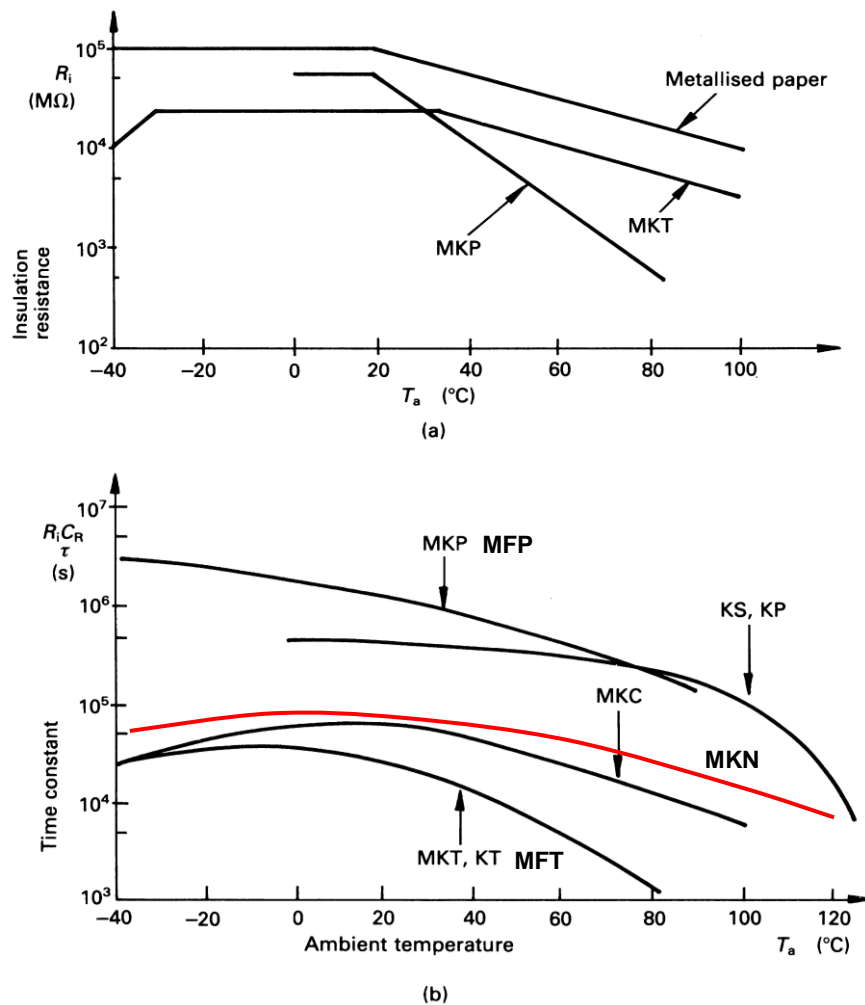 10⁵
Rᵢ
(MΩ)
Metallised paper
10⁴
MKT
MKP
10³
Insulation
resistance
10²
−40 −20 0 20 40 60 80 100
Tₐ (°C)
(a)
10⁷
RᵢC_R
τ
(s)
MKP MFP
10⁶
KS, KP
10⁵
MKC
MKN
Time constant
10⁴
MKT, KT MFT
10³
−40 −20 0 20 40 60 80 100 120
Ambient temperature Tₐ (°C)
(b)